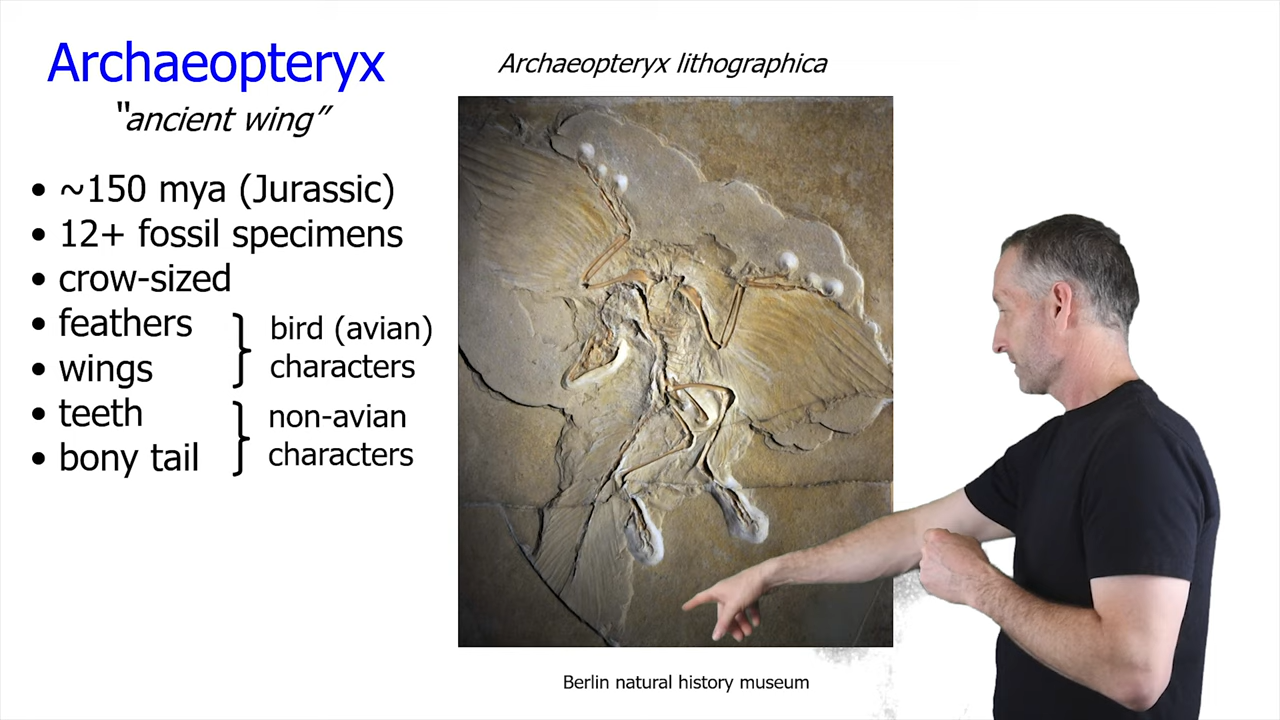 Archaeopteryx
“ancient wing”
• ~150 mya (Jurassic)
• 12+ fossil specimens
• crow-sized
• feathers
• wings
• teeth
• bony tail
bird (avian)
characters
non-avian
characters
Archaeopteryx lithographica
Berlin natural history museum